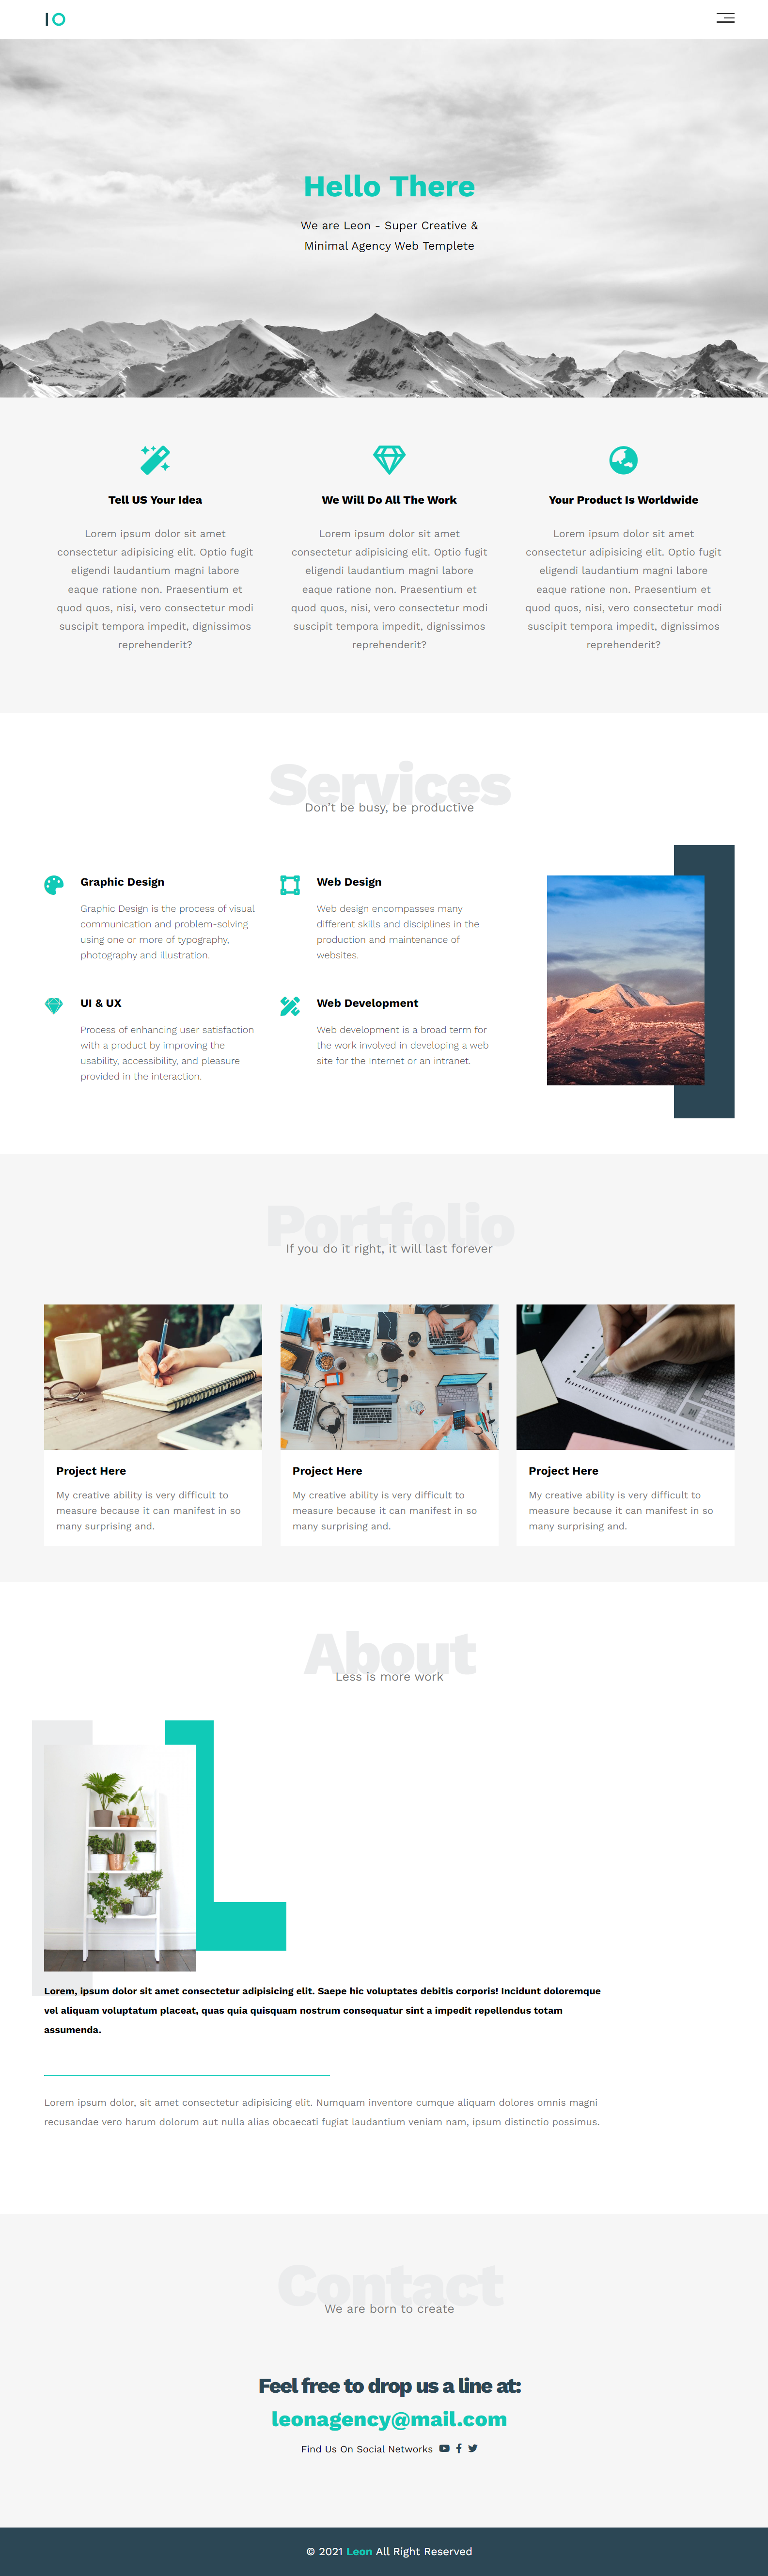 IO
Hello There
We are Leon - Super Creative &
Minimal Agency Web Templete
Tell US Your Idea
Lorem ipsum dolor sit amet
consectetur adipisicing elit. Optio fugit
eligendi laudantium magni labore
eaque ratione non. Praesentium et
quod quos, nisi, vero consectetur modi
suscipit tempora impedit, dignissimos
reprehenderit?
We Will Do All The Work
Lorem ipsum dolor sit amet
consectetur adipisicing elit. Optio fugit
eligendi laudantium magni labore
eaque ratione non. Praesentium et
quod quos, nisi, vero consectetur modi
suscipit tempora impedit, dignissimos
reprehenderit?
Your Product Is Worldwide
Lorem ipsum dolor sit amet
consectetur adipisicing elit. Optio fugit
eligendi laudantium magni labore
eaque ratione non. Praesentium et
quod quos, nisi, vero consectetur modi
suscipit tempora impedit, dignissimos
reprehenderit?
Services
Don't be busy, be productive
Graphic Design
Graphic Design is the process of visual
communication and problem-solving
using one or more of typography,
photography and illustration.
Web Design
Web design encompasses many
different skills and disciplines in the
production and maintenance of
websites.
UI & UX
Process of enhancing user satisfaction
with a product by improving the
usability, accessibility, and pleasure
provided in the interaction.
Web Development
Web development is a broad term for
the work involved in developing a web
site for the Internet or an intranet.
Portfolio
If you do it right, it will last forever
Project Here
My creative ability is very difficult to
measure because it can manifest in so
many surprising and.
Project Here
My creative ability is very difficult to
measure because it can manifest in so
many surprising and.
Project Here
My creative ability is very difficult to
measure because it can manifest in so
many surprising and.
About
Less is more work
Lorem, ipsum dolor sit amet consectetur adipisicing elit. Saepe hic voluptates debitis corporis! Incidunt doloremque
vel aliquam voluptatum placeat, quas quia quisquam nostrum consequatur sint a impedit repellendus totam
assumenda.
Lorem ipsum dolor, sit amet consectetur adipisicing elit. Numquam inventore cumque aliquam dolores omnis magni
recusandae vero harum dolorum aut nulla alias obcaecati fugiat laudantium veniam nam, ipsum distinctio possimus.
Contact
We are born to create
Feel free to drop us a line at:
leonagency@mail.com
Find Us On Social Networks
© 2021 Leon All Right Reserved